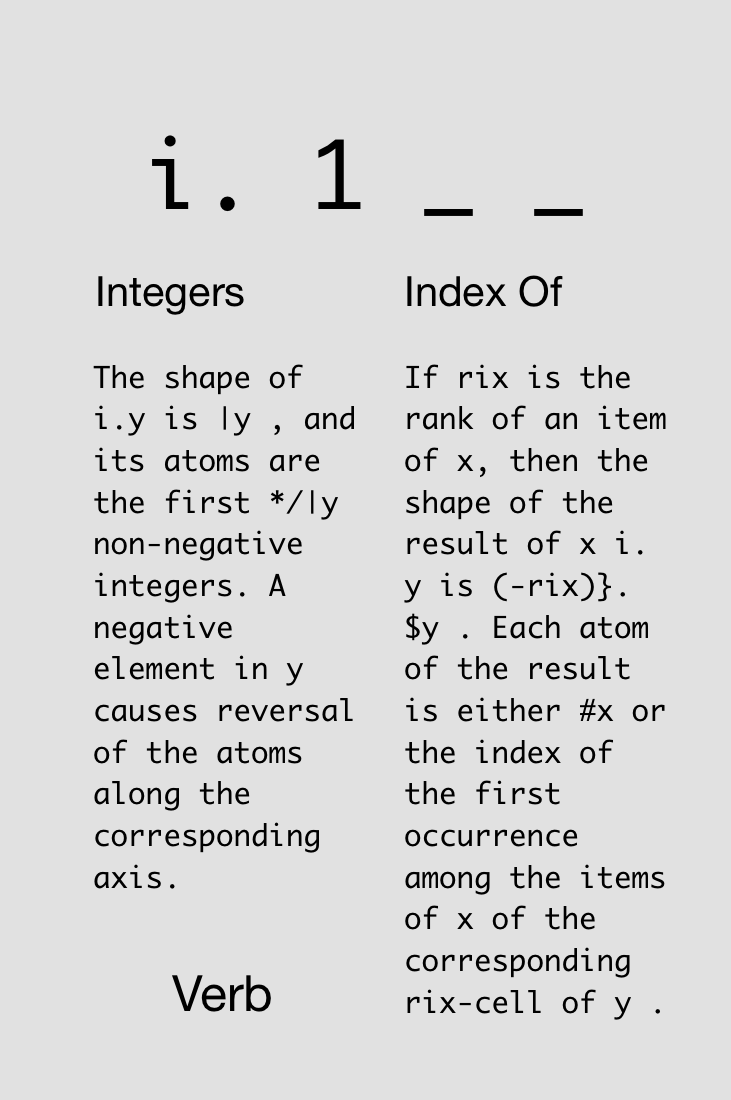 i. 1 _ _
Integers
The shape of
i.y is |y , and
its atoms are
the first */|y
non-negative
integers. A
negative
element in y
causes reversal
of the atoms
along the
corresponding
axis.
Index Of
If rix is the
rank of an item
of x, then the
shape of the
result of x i.
y is (-rix)}.
$y . Each atom
of the result
is either #x or
the index of
the first
occurrence
among the items
of x of the
corresponding
rix-cell of y .
Verb